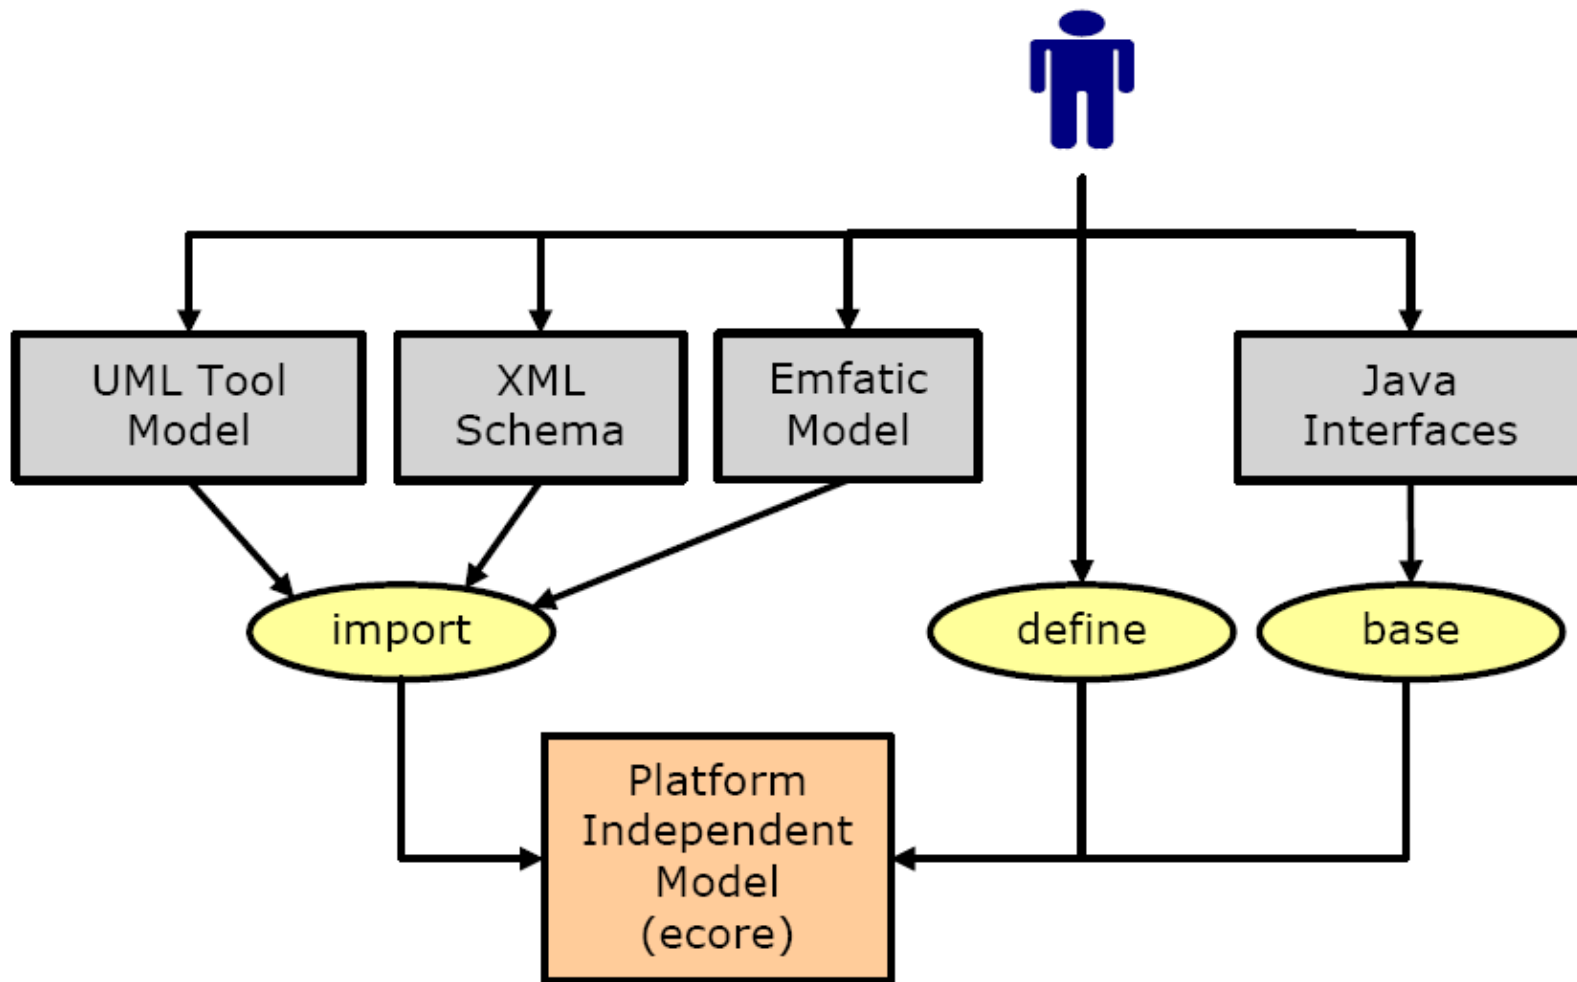 UML Tool
Model
XML
Schema
Emfatic
Model
Java
Interfaces
import
define
base
Platform
Independent
Model
(ecore)